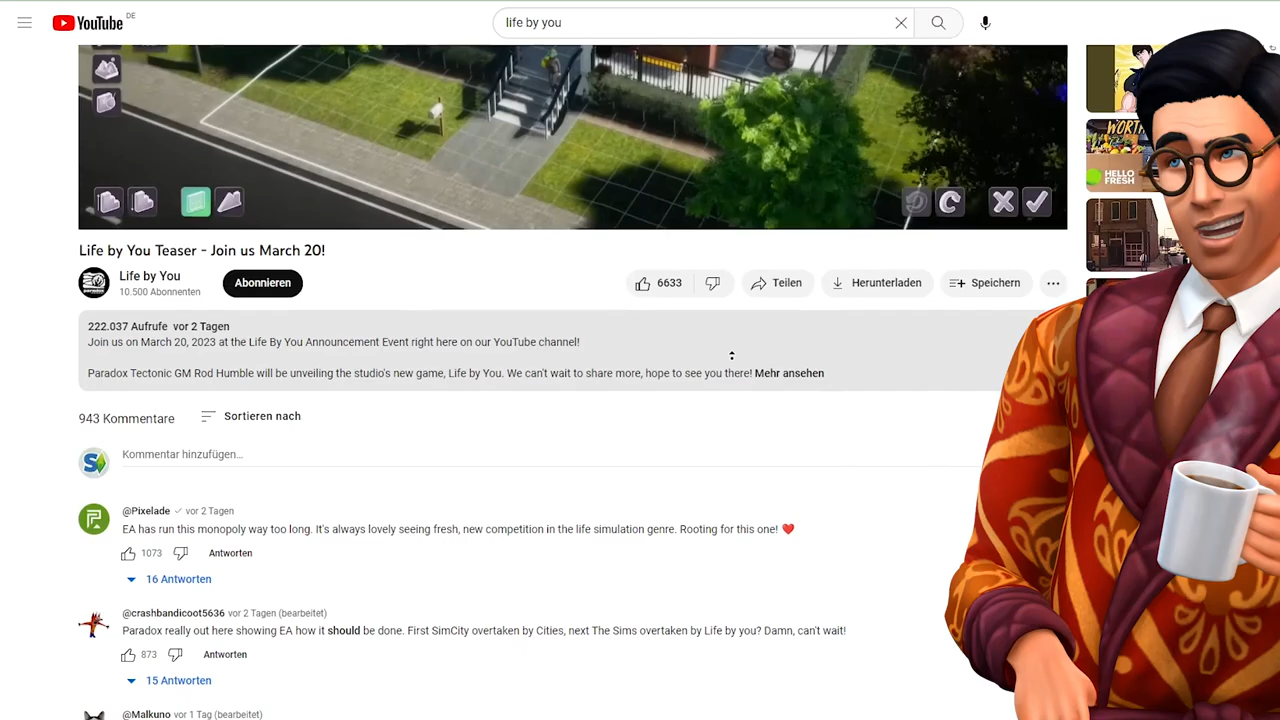 YouTube DE
life by you
WORTH
HELLO
FRESH
Life by You Teaser - Join us March 20!
Life by You
10.500 Abonnenten
Abonnieren
6633
Teilen
Herunterladen
Speichern
222.037 Aufrufe vor 2 Tagen
Join us on March 20, 2023 at the Life By You Announcement Event right here on our YouTube channel!
Paradox Tectonic GM Rod Humble will be unveiling the studio's new game, Life by You. We can't wait to share more, hope to see you there! Mehr ansehen
943 Kommentare
Sortieren nach
Kommentar hinzufügen...
@Pixelade vor 2 Tagen
EA has run this monopoly way too long. It's always lovely seeing fresh, new competition in the life simulation genre. Rooting for this one! ❤️
1073
Antworten
16 Antworten
@crashbandicoot5636 vor 2 Tagen (bearbeitet)
Paradox really out here showing EA how it should be done. First SimCity overtaken by Cities, next The Sims overtaken by Life by you? Damn, can't wait!
873
Antworten
15 Antworten
@Malkuno vor 1 Tag (bearbeitet)